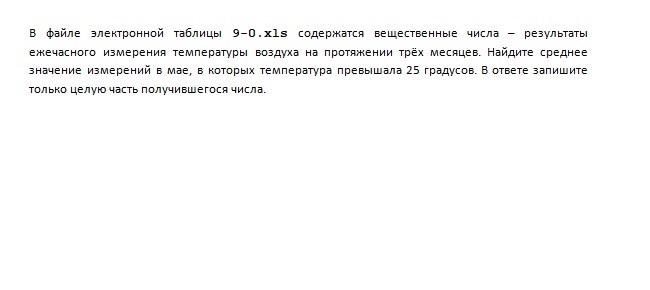 В файле электронной таблицы 9-0.xls содержатся вещественные числа – результаты
ежечасного измерения температуры воздуха на протяжении трёх месяцев. Найдите среднее
значение измерений в мае, в которых температура превышала 25 градусов. В ответе запишите
только целую часть получившегося числа.